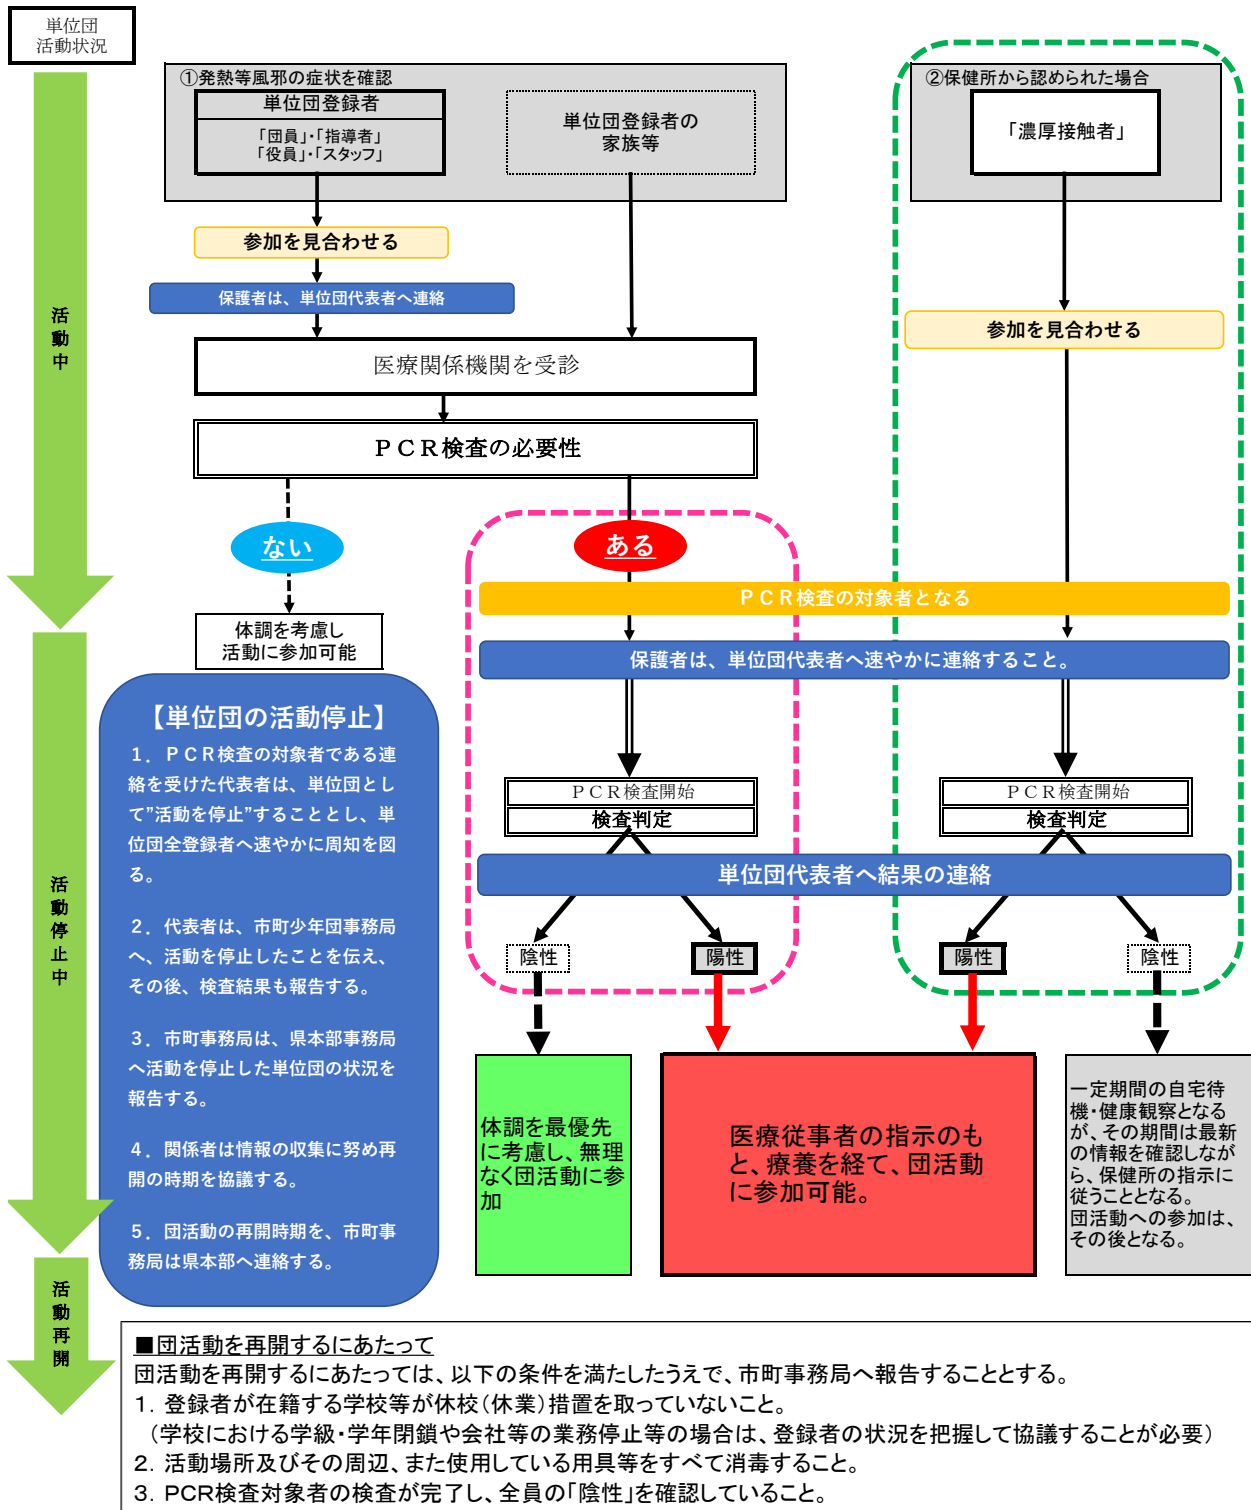 単位団
活動状況
①発熱等風邪の症状を確認
単位団登録者
「団員」・「指導者」
「役員」・「スタッフ」
単位団登録者の
家族等
②保健所から認められた場合
「濃厚接触者」
参加を見合わせる
保護者は、単位団代表者へ連絡
参加を見合わせる
活動中
医療関係機関を受診
ＰＣＲ検査の必要性
ない
ある
ＰＣＲ検査の対象者となる
体調を考慮し
活動に参加可能
保護者は、単位団代表者へ速やかに連絡すること。
【単位団の活動停止】
１．ＰＣＲ検査の対象者である連
絡を受けた代表者は、単位団とし
て”活動を停止”することとし、単
位団全登録者へ速やかに周知を図
る。
２．代表者は、市町少年団事務局
へ、活動を停止したことを伝え、
その後、検査結果も報告する。
３．市町事務局は、県本部事務局
へ活動を停止した単位団の状況を
報告する。
４．関係者は情報の収集に努め再
開の時期を協議する。
５．団活動の再開時期を、市町事
務局は県本部へ連絡する。
活動停止中
ＰＣＲ検査開始
検査判定
ＰＣＲ検査開始
検査判定
単位団代表者へ結果の連絡
陰性
陽性
陽性
陰性
体調を最優先
に考慮し、無理
なく団活動に参
加
医療従事者の指示のも
と、療養を経て、団活動
に参加可能。
一定期間の自宅待
機・健康観察となる
が、その期間は最新
の情報を確認しなが
ら、保健所の指示に
従うこととなる。
団活動への参加は、
その後となる。
活動再開
■団活動を再開するにあたって
団活動を再開するにあたっては、以下の条件を満たしたうえで、市町事務局へ報告することとする。
１．登録者が在籍する学校等が休校（休業）措置を取っていないこと。
（学校における学級・学年閉鎖や会社等の業務停止等の場合は、登録者の状況を把握して協議することが必要）
２．活動場所及びその周辺、また使用している用具等をすべて消毒すること。
３．PCR検査対象者の検査が完了し、全員の「陰性」を確認していること。